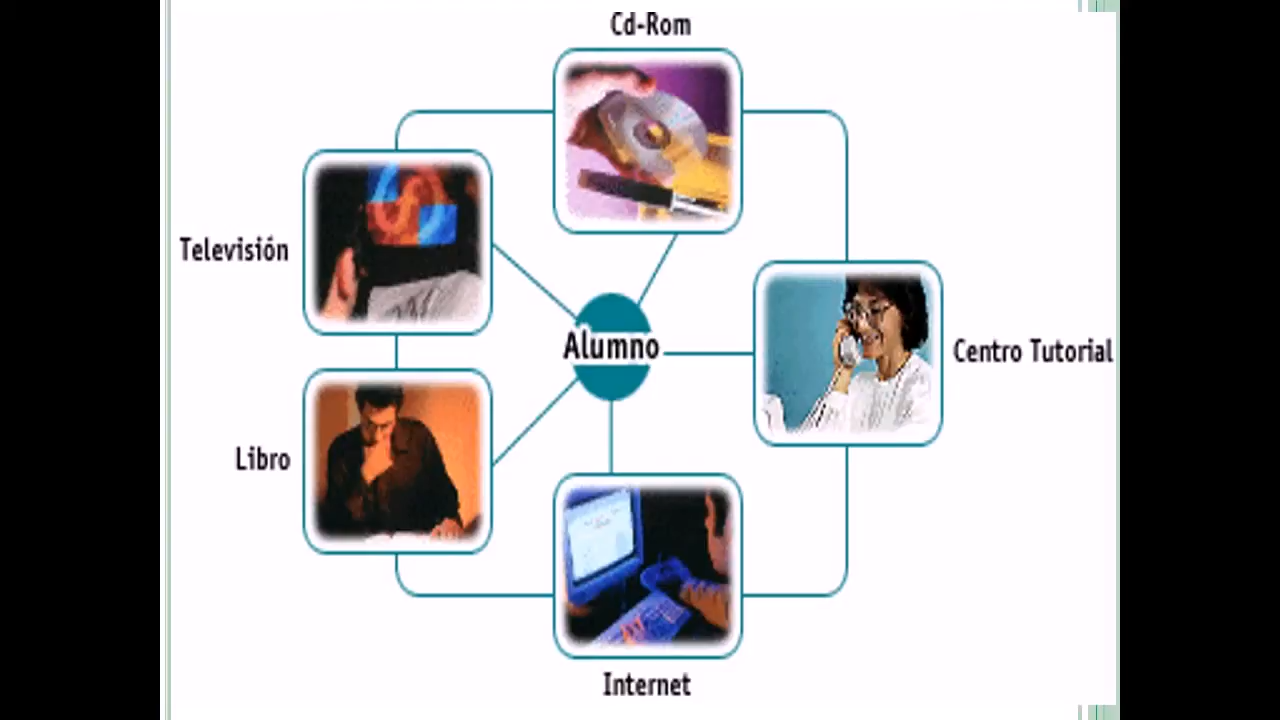 Cd-Rom
Televisión
Alumno
Centro Tutorial
Libro
Internet